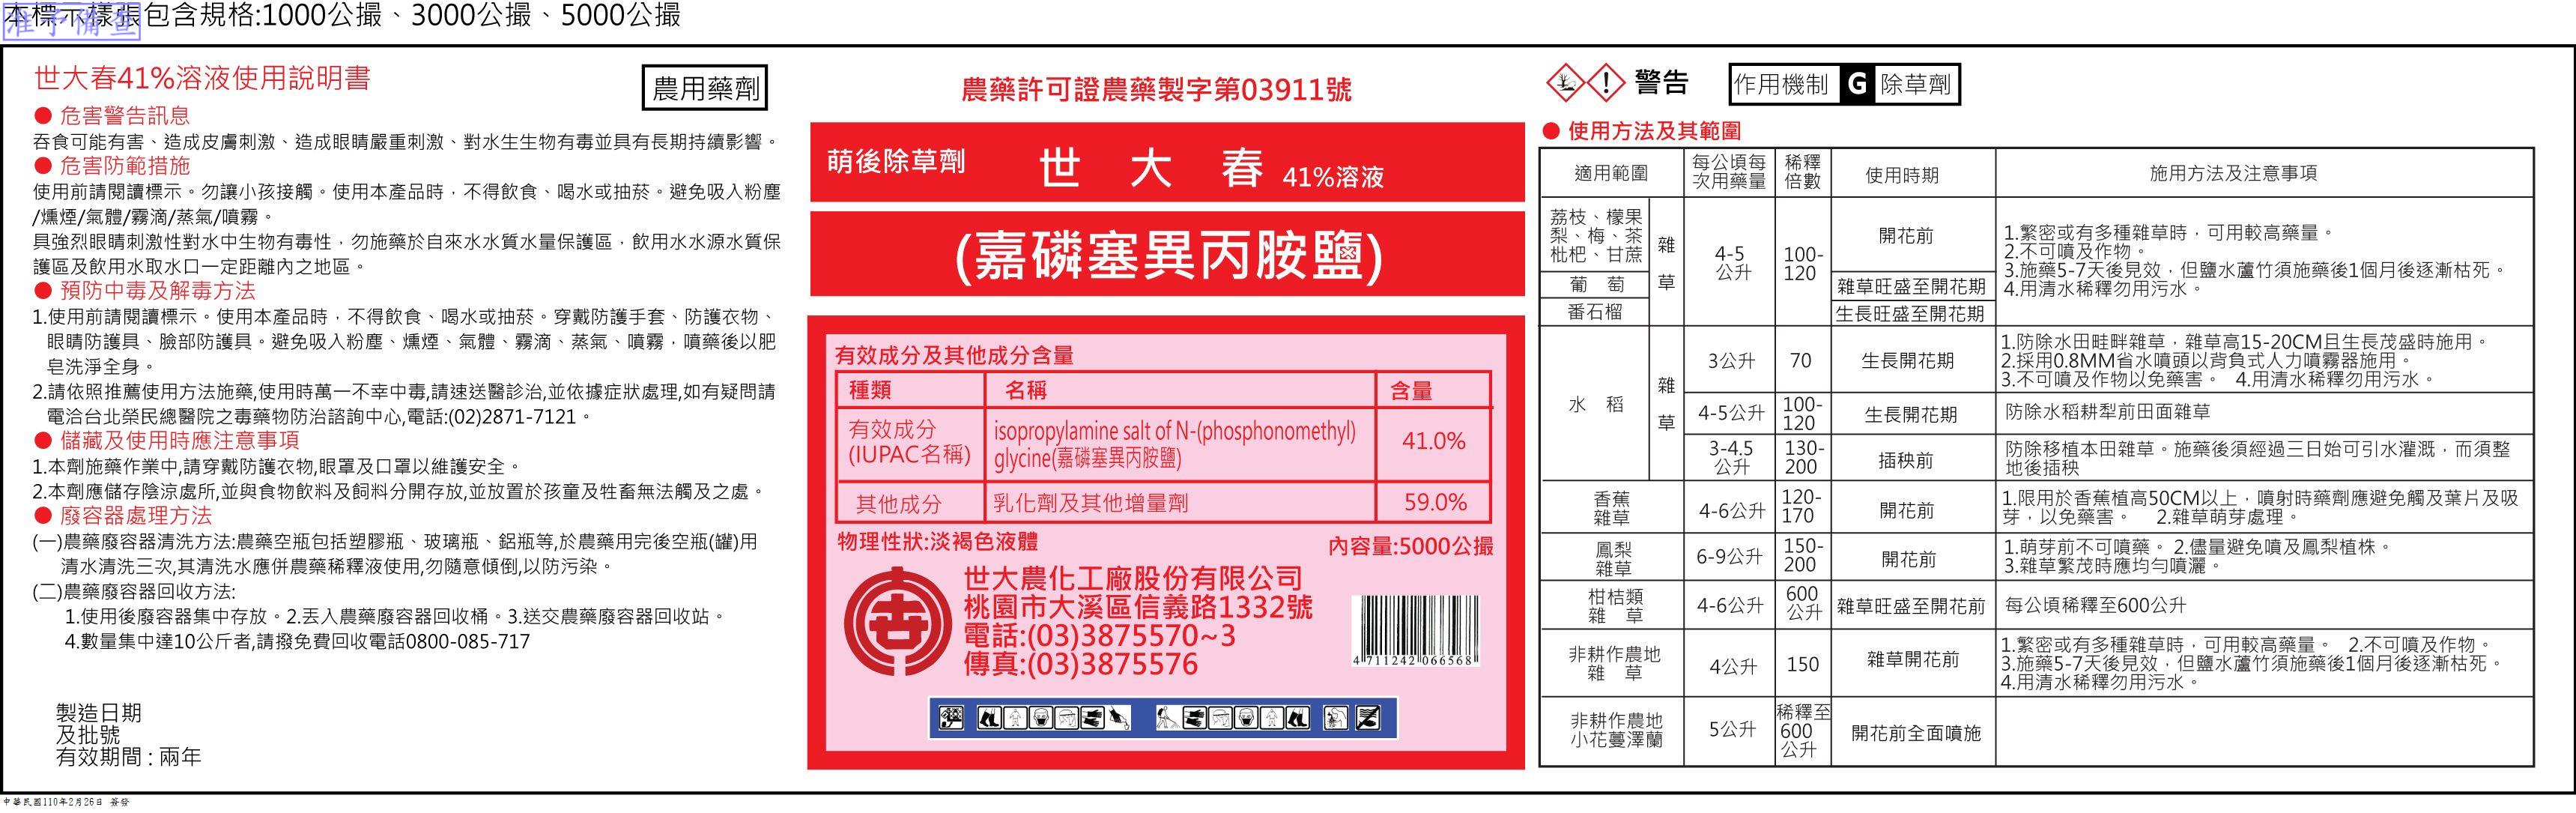 本標示樣張包含規格:1000公撮、3000公撮、5000公撮
准予備查
世大春41%溶液使用說明書
農用藥劑
● 危害警告訊息
吞食可能有害、造成皮膚刺激、造成眼睛嚴重刺激、對水生生物有毒並具有長期持續影響。
● 危害防範措施
使用前請閱讀標示。勿讓小孩接觸。使用本產品時，不得飲食、喝水或抽菸。避免吸入粉塵
/燻煙/氣體/霧滴/蒸氣/噴霧。
具強烈眼睛刺激性對水中生物有毒性，勿施藥於自來水水質水量保護區，飲用水水源水質保
護區及飲用水取水口一定距離內之地區。
● 預防中毒及解毒方法
1.使用前請閱讀標示。使用本產品時，不得飲食、喝水或抽菸。穿戴防護手套、防護衣物、
眼睛防護具、臉部防護具。避免吸入粉塵、燻煙、氣體、霧滴、蒸氣、噴霧，噴藥後以肥
皂洗淨全身。
2.請依照推薦使用方法施藥,使用時萬一不幸中毒,請速送醫診治,並依據症狀處理,如有疑問請
電洽台北榮民總醫院之毒藥物防治諮詢中心,電話:(02)2871-7121。
● 儲藏及使用時應注意事項
1.本劑施藥作業中,請穿戴防護衣物,眼罩及口罩以維護安全。
2.本劑應儲存陰涼處所,並與食物飲料及飼料分開存放,並放置於孩童及牲畜無法觸及之處。
● 廢容器處理方法
(一)農藥廢容器清洗方法:農藥空瓶包括塑膠瓶、玻璃瓶、鋁瓶等,於農藥用完後空瓶(罐)用
清水清洗三次,其清洗水應併農藥稀釋液使用,勿隨意傾倒,以防污染。
(二)農藥廢容器回收方法:
1.使用後廢容器集中存放。2.丟入農藥廢容器回收桶。3.送交農藥廢容器回收站。
4.數量集中達10公斤者,請撥免費回收電話0800-085-717
製造日期
及批號
有效期間 : 兩年
農藥許可證農藥製字第03911號
萌後除草劑 世 大 春 41%溶液
(嘉磷塞異丙胺鹽)
有效成分及其他成分含量
種類 名稱 含量
有效成分
(IUPAC名稱)
isopropylamine salt of N-(phosphonomethyl)
glycine(嘉磷塞異丙胺鹽)
41.0%
其他成分 乳化劑及其他增量劑 59.0%
物理性狀:淡褐色液體
內容量:5000公撮
世大農化工廠股份有限公司
桃園市大溪區信義路1332號
電話:(03)3875570~3
傳真:(03)3875576
4 711242 066568
警告
作用機制 G 除草劑
● 使用方法及其範圍
適用範圍
每公頃每
次用藥量
稀釋
倍數
使用時期
施用方法及注意事項
荔枝、檬果
梨、梅、茶
枇杷、甘蔗
葡 萄
番石榴
雜
草
4-5
公升
100-
120
開花前
雜草旺盛至開花期
生長旺盛至開花期
1.繁密或有多種雜草時，可用較高藥量。
2.不可噴及作物。
3.施藥5-7天後見效，但鹽水蘆竹須施藥後1個月後逐漸枯死。
4.用清水稀釋勿用污水。
水 稻
雜
草
3公升
70
生長開花期
1.防除水田畦畔雜草，雜草高15-20CM且生長茂盛時施用。
2.採用0.8MM省水噴頭以背負式人力噴霧器施用。
3.不可噴及作物以免藥害。 4.用清水稀釋勿用污水。
4-5公升
100-
120
生長開花期
防除水稻耕犁前田面雜草
3-4.5
公升
130-
200
插秧前
防除移植本田雜草。施藥後須經過三日始可引水灌溉，而須整
地後插秧
香蕉
雜草
4-6公升
120-
170
開花前
1.限用於香蕉植高50CM以上，噴射時藥劑應避免觸及葉片及吸
芽，以免藥害。 2.雜草萌芽處理。
鳳梨
雜草
6-9公升
150-
200
開花前
1.萌芽前不可噴藥。 2.儘量避免噴及鳳梨植株。
3.雜草繁茂時應均勻噴灑。
柑桔類
雜 草
4-6公升
600
公升
雜草旺盛至開花前
每公頃稀釋至600公升
非耕作農地
雜 草
4公升
150
雜草開花前
1.繁密或有多種雜草時，可用較高藥量。 2.不可噴及作物。
3.施藥5-7天後見效，但鹽水蘆竹須施藥後1個月後逐漸枯死。
4.用清水稀釋勿用污水。
非耕作農地
小花蔓澤蘭
5公升
稀釋至
600
公升
開花前全面噴施
中華民國110年2月26日 簽發